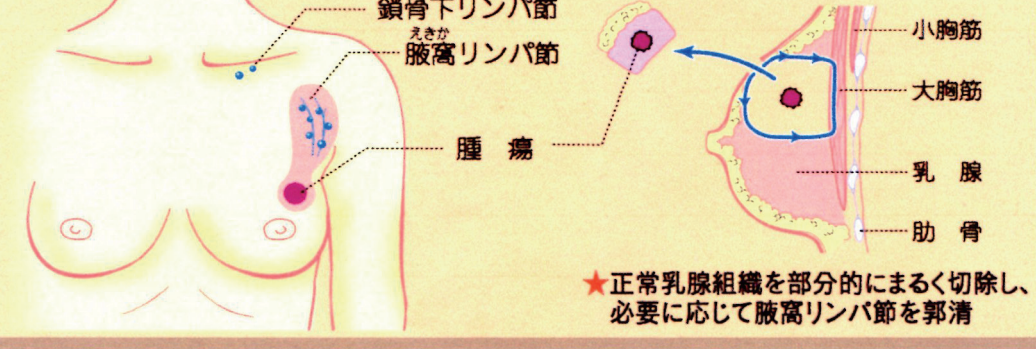 鎖骨下リンパ節
えきか
腋窩リンパ節
腫瘍
小胸筋
大胸筋
乳腺
肋骨
★正常乳腺組織を部分的にまるく切除し、
必要に応じて腋窩リンパ節を郭清